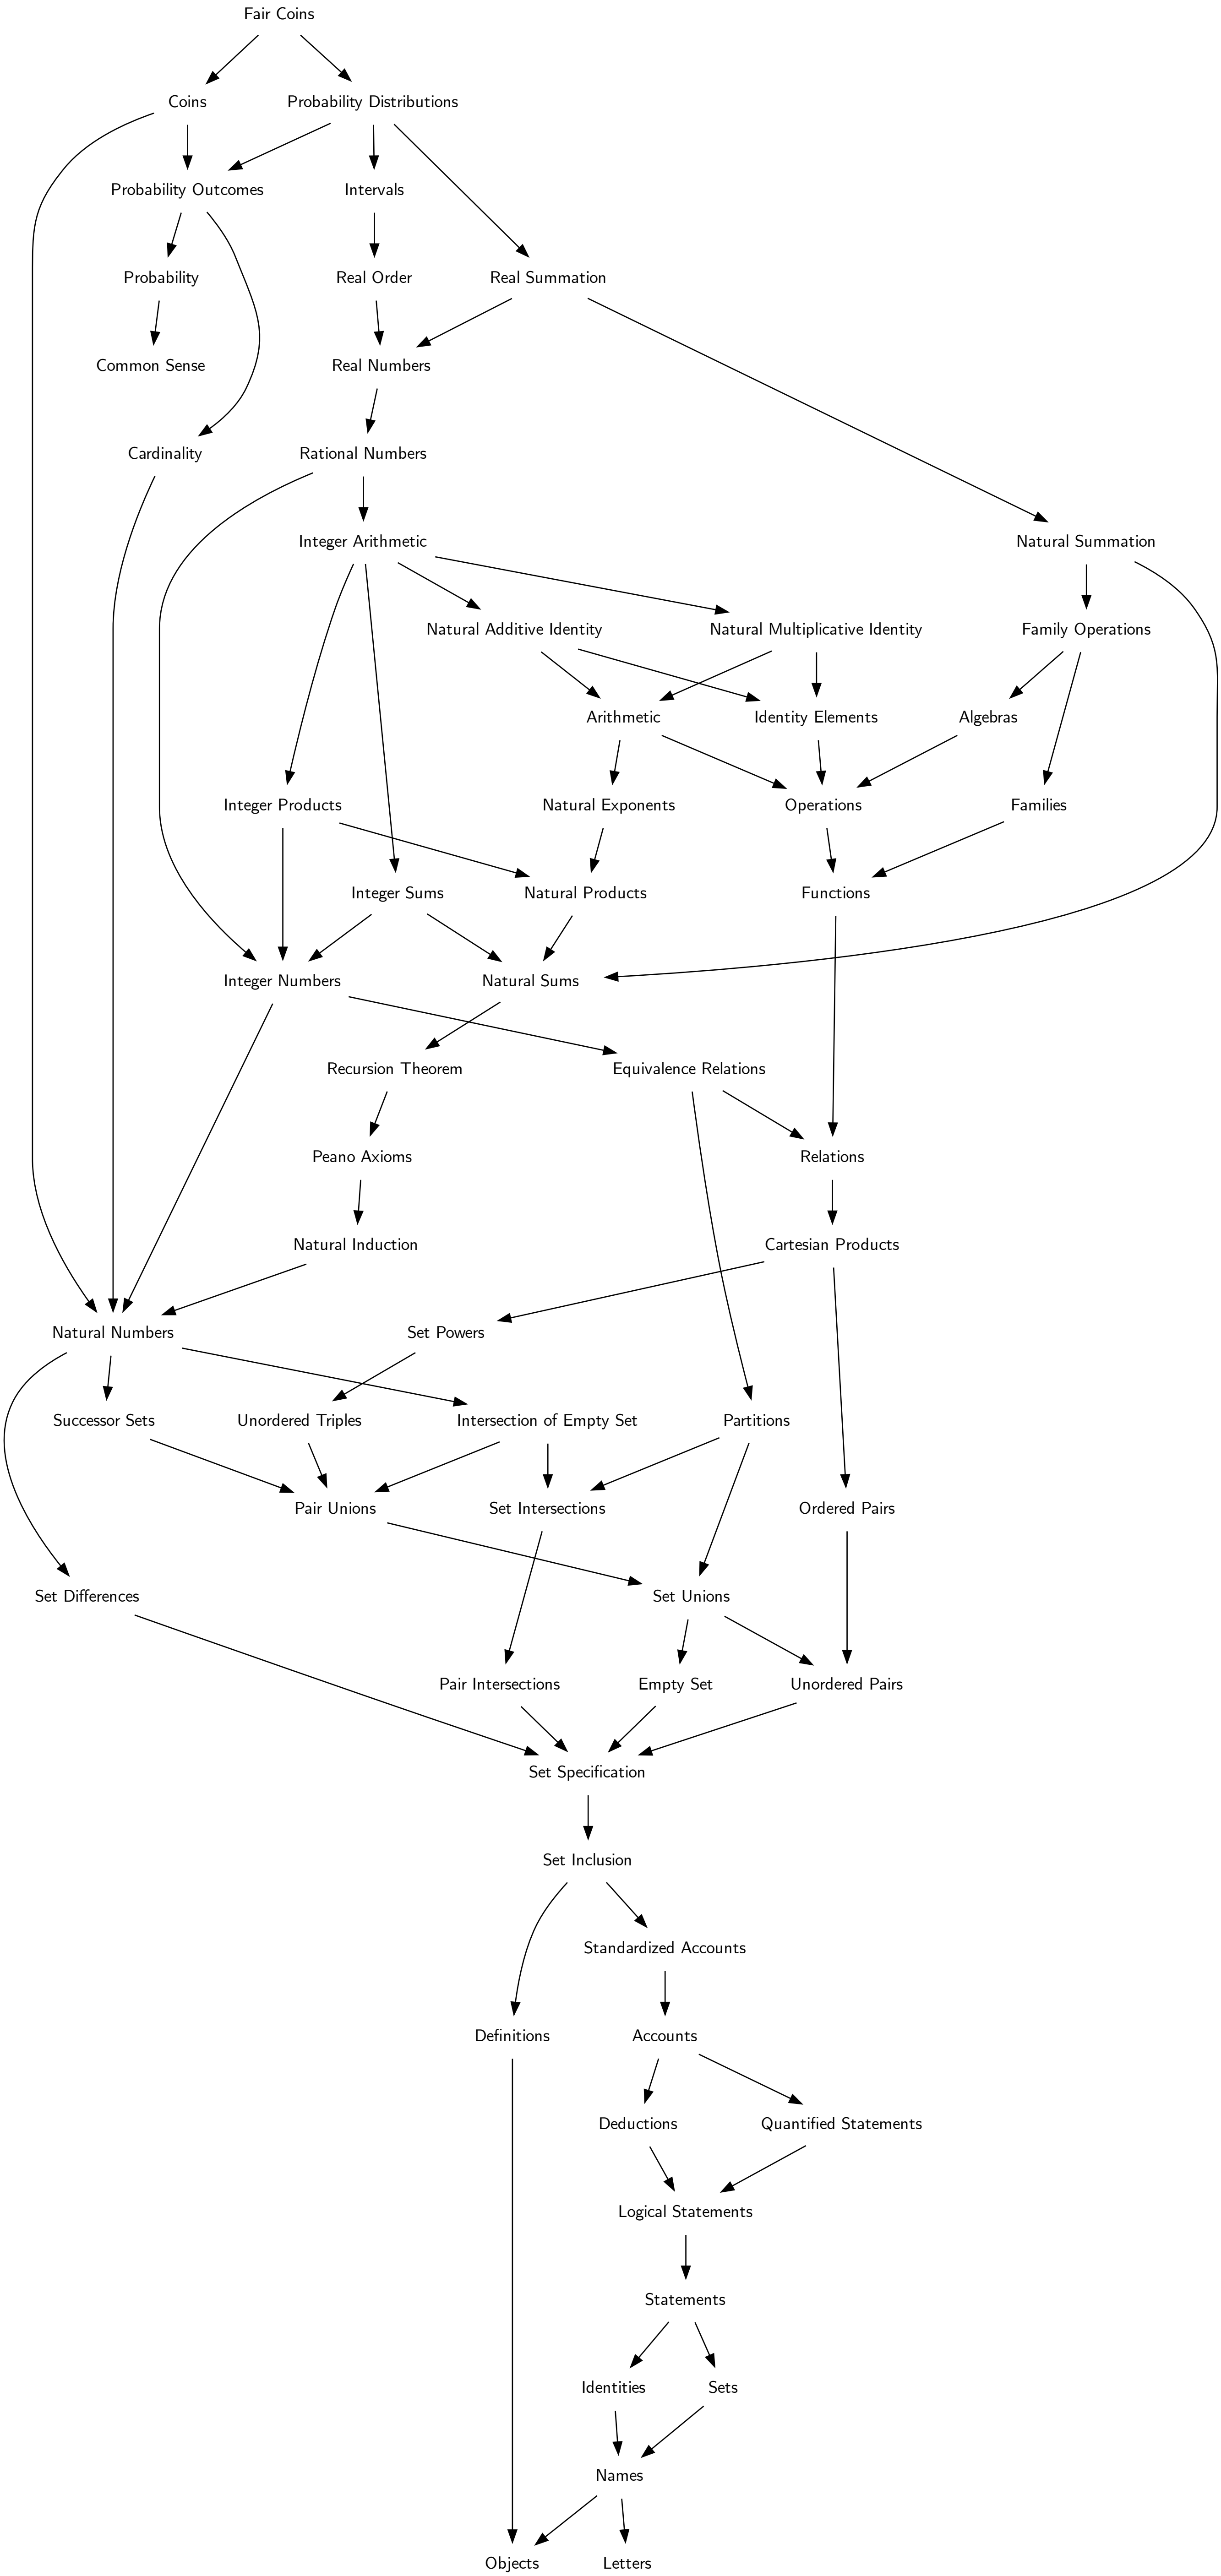 Fair Coins
Coins
Probability Distributions
Probability Outcomes
Intervals
Probability
Real Order
Real Summation
Common Sense
Real Numbers
Cardinality
Rational Numbers
Integer Arithmetic
Natural Summation
Natural Additive Identity
Natural Multiplicative Identity
Family Operations
Arithmetic
Identity Elements
Algebras
Integer Products
Natural Exponents
Operations
Families
Integer Sums
Natural Products
Functions
Integer Numbers
Natural Sums
Recursion Theorem
Equivalence Relations
Peano Axioms
Relations
Natural Induction
Cartesian Products
Natural Numbers
Set Powers
Successor Sets
Unordered Triples
Intersection of Empty Set
Partitions
Pair Unions
Set Intersections
Ordered Pairs
Set Differences
Set Unions
Pair Intersections
Empty Set
Unordered Pairs
Set Specification
Set Inclusion
Standardized Accounts
Definitions
Accounts
Deductions
Quantified Statements
Logical Statements
Statements
Identities
Sets
Names
Objects
Letters